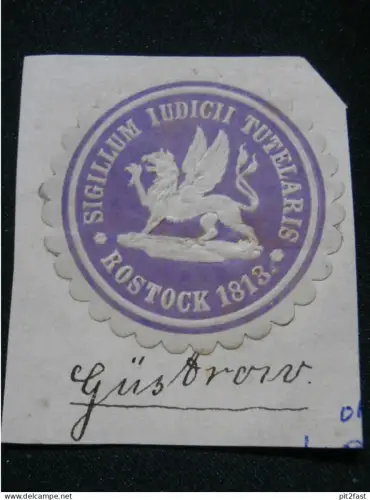 SIGILLUM IUDICII TUTELARIS
* ROSTOCK 1818. *
Güstrow.
www.delcampe.net
pit2fast